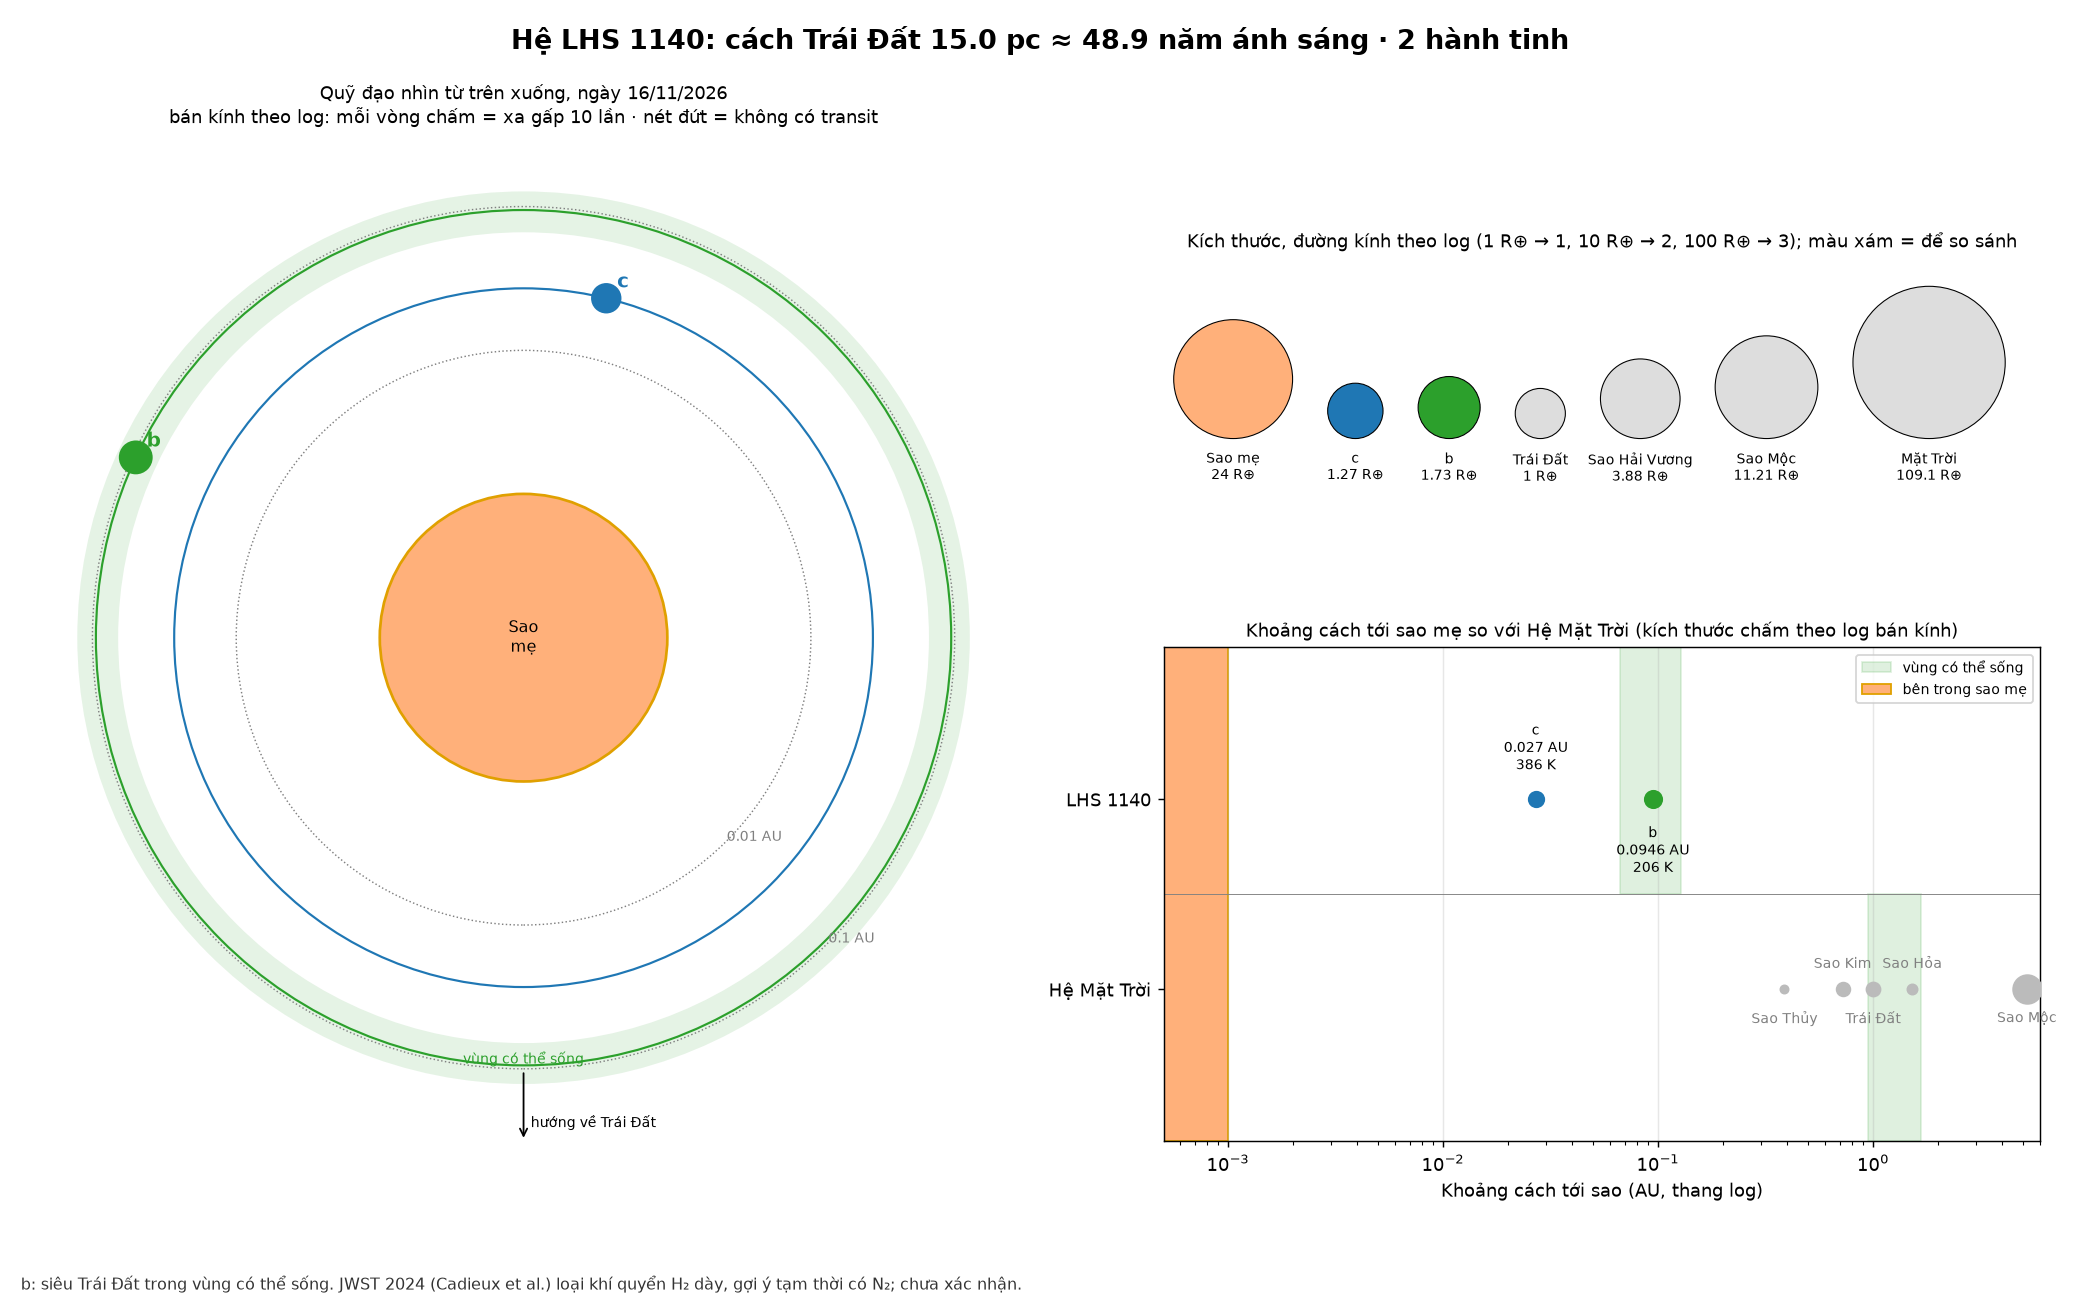 Hệ LHS 1140: cách Trái Đất 15.0 pc ≈ 48.9 năm ánh sáng · 2 hành tinh
Quỹ đạo nhìn từ trên xuống, ngày 16/11/2026
bán kính theo log: mỗi vòng chấm = xa gấp 10 lần · nét đứt = không có transit
c
b
Sao
mẹ
0.01 AU
0.1 AU
vùng có thể sống
hướng về Trái Đất
Kích thước, đường kính theo log (1 R⊕ → 1, 10 R⊕ → 2, 100 R⊕ → 3); màu xám = để so sánh
Sao mẹ
24 R⊕
c
1.27 R⊕
b
1.73 R⊕
Trái Đất
1 R⊕
Sao Hải Vương
3.88 R⊕
Sao Mộc
11.21 R⊕
Mặt Trời
109.1 R⊕
Khoảng cách tới sao mẹ so với Hệ Mặt Trời (kích thước chấm theo log bán kính)
vùng có thể sống
bên trong sao mẹ
c
0.027 AU
386 K
LHS 1140
b
0.0946 AU
206 K
Sao Kim
Sao Hỏa
Hệ Mặt Trời
Sao Thủy
Trái Đất
Sao Mộc
10⁻³
10⁻²
10⁻¹
10⁰
Khoảng cách tới sao (AU, thang log)
b: siêu Trái Đất trong vùng có thể sống. JWST 2024 (Cadieux et al.) loại khí quyển H₂ dày, gợi ý tạm thời có N₂; chưa xác nhận.